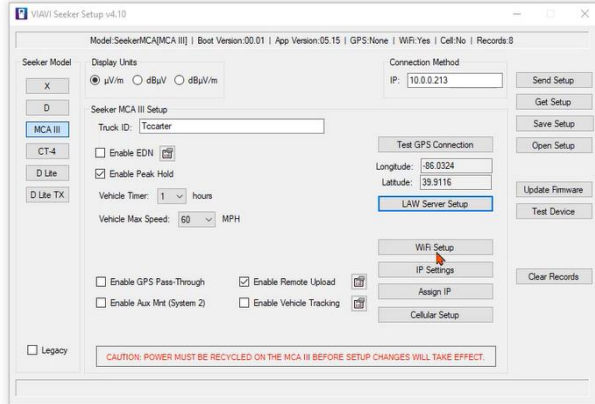 VIAVI Seeker Setup v4.10
Model:SeekerMCA[MCA III] | Boot Version:00.01 | App Version:05.15 | GPS:None | WiFi:Yes | Cell:No | Records:8
Seeker Model
X
D
MCA III
CT-4
D Lite
D Lite TX
Legacy
Display Units
µV/m dBµV dBµV/m
Connection Method
IP: 10.0.0.213
Seeker MCA III Setup
Truck ID: Tccarter
Enable EDN
Enable Peak Hold
Vehicle Timer: 1 hours
Vehicle Max Speed: 60 MPH
Test GPS Connection
Longitude: -86.0324
Latitude: 39.9116
LAW Server Setup
WiFi Setup
IP Settings
Assign IP
Cellular Setup
Enable GPS Pass-Through Enable Remote Upload
Enable Aux Mnt (System 2) Enable Vehicle Tracking
CAUTION: POWER MUST BE RECYCLED ON THE MCA III BEFORE SETUP CHANGES WILL TAKE EFFECT.
Send Setup
Get Setup
Save Setup
Open Setup
Update Firmware
Test Device
Clear Records